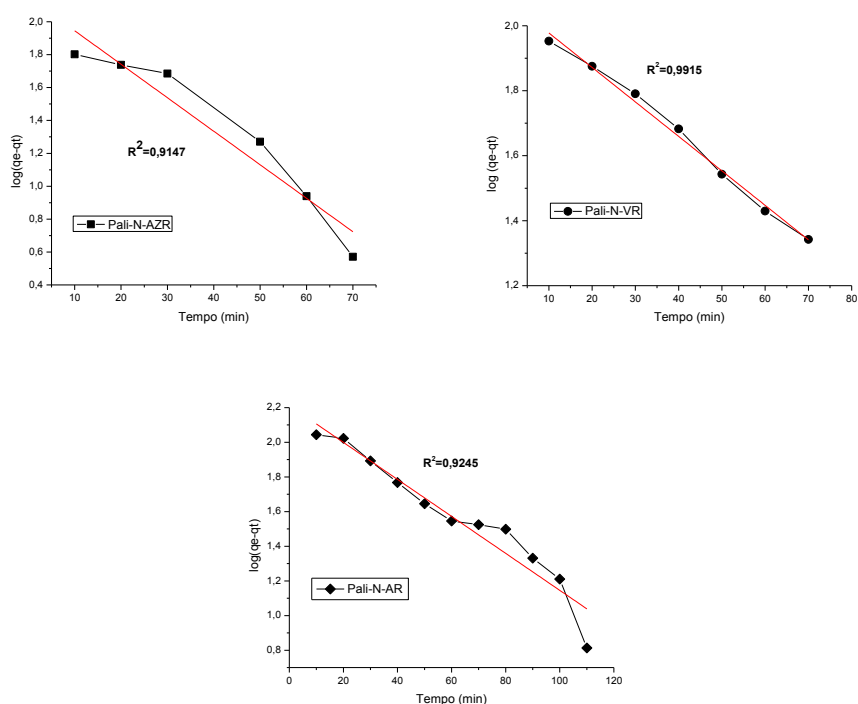 2,0
1,8
1,6
1,4
1,2
1,0
0,8
0,6
0,4
log(qe-qt)
R²=0,9147
Pali-N-AZR
10 20 30 40 50 60 70
Tempo (min)
2,0
1,8
1,6
1,4
1,2
log (qe-qt)
R²=0,9915
Pali-N-VR
10 20 30 40 50 60 70 80
Tempo (min)
2,2
2,0
1,8
1,6
1,4
1,2
1,0
0,8
log(qe-qt)
R²=0,9245
Pali-N-AR
0 20 40 60 80 100 120
Tempo (min)